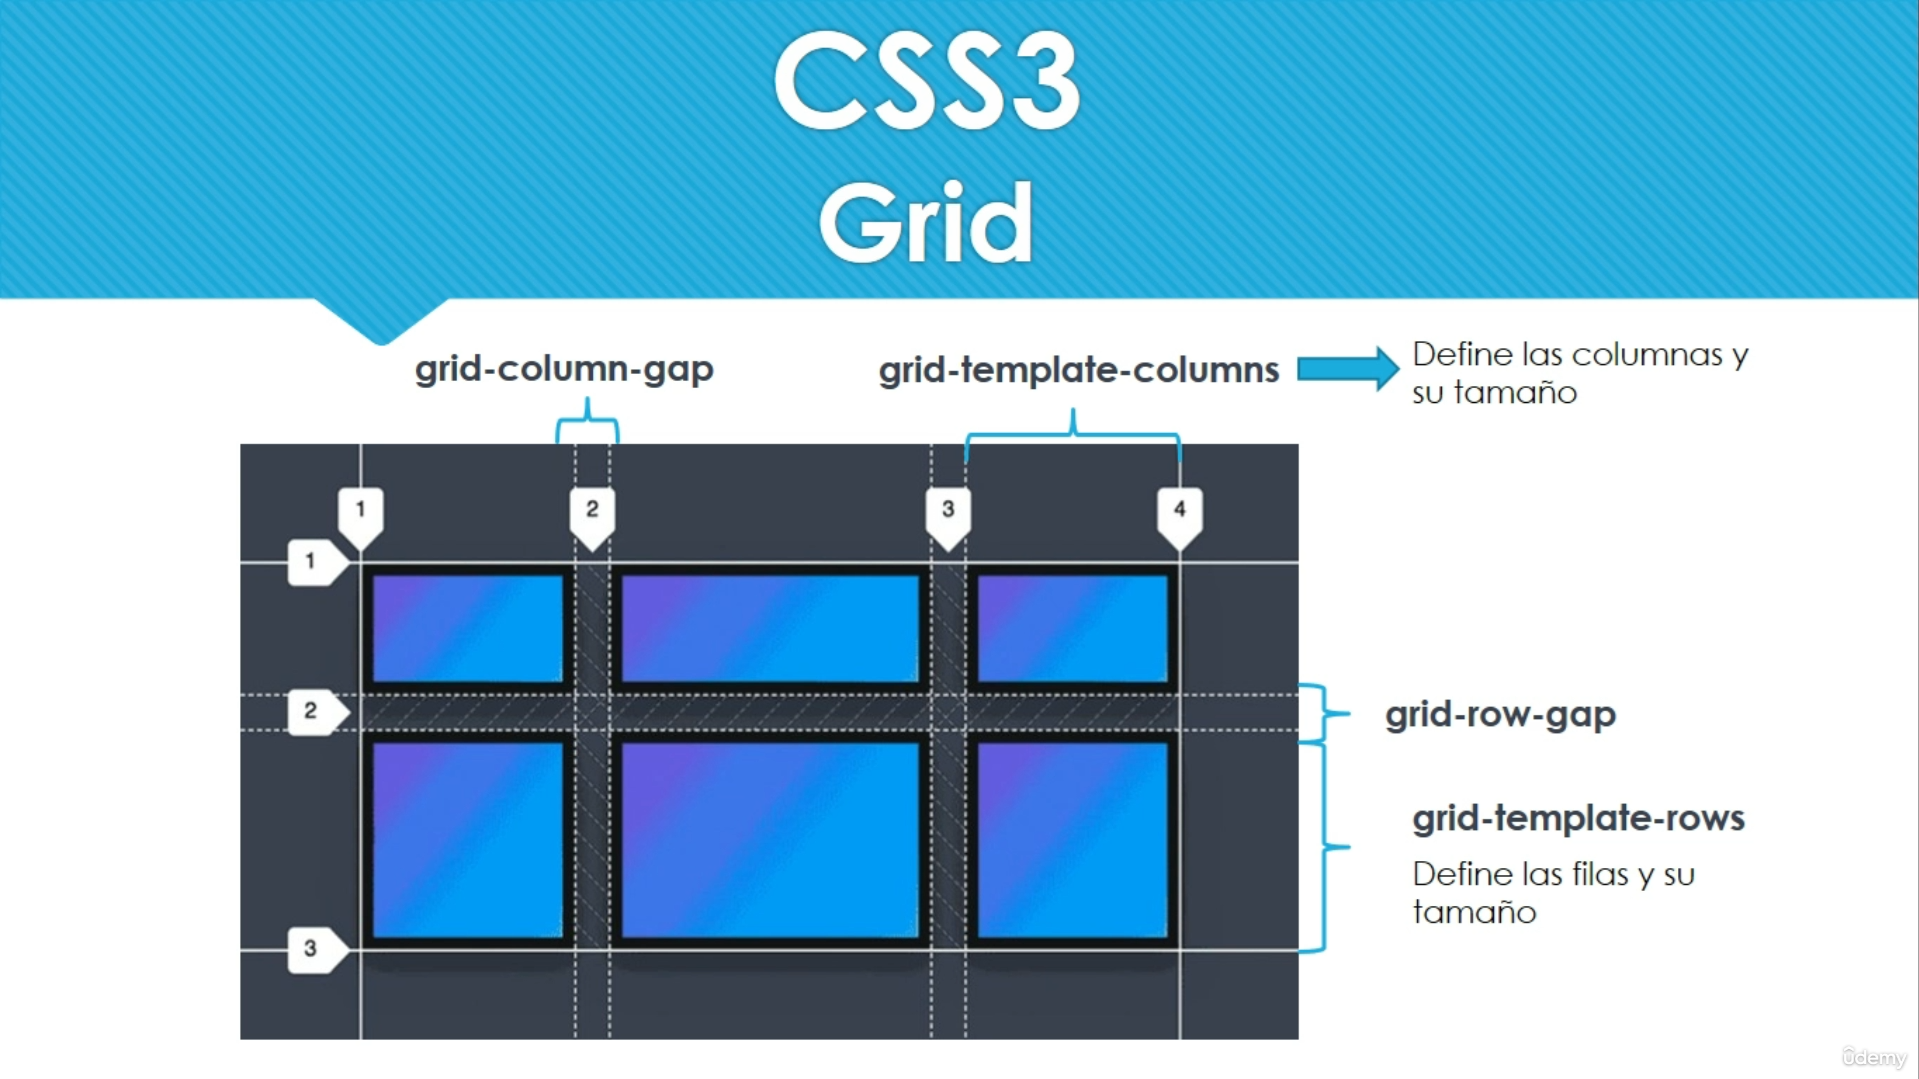 CSS3
Grid
grid-column-gap
grid-template-columns
Define las columnas y
su tamaño
1
2
3
4
1
2
3
grid-row-gap
grid-template-rows
Define las filas y su
tamaño
ûdemy